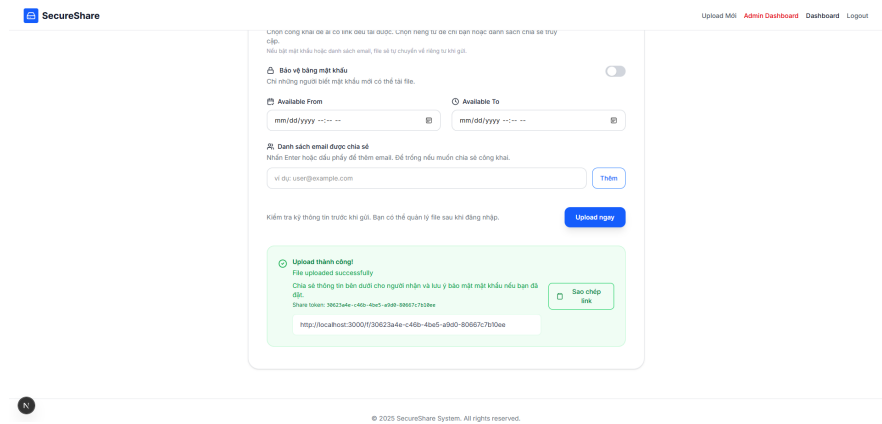 SecureShare
Upload Mới Admin Dashboard Dashboard Logout
Chọn công khai để ai có link đều tải được. Chọn riêng tư để chỉ bạn hoặc danh sách chia sẻ truy
cập.
Nếu bật mật khẩu hoặc danh sách email, file sẽ tự chuyển về riêng tư khi gửi.
Bảo vệ bằng mật khẩu
Chỉ những người biết mật khẩu mới có thể tải file.
Available From
Available To
mm/dd/yyyy --:-- --
mm/dd/yyyy --:-- --
Danh sách email được chia sẻ
Nhấn Enter hoặc dấu phẩy để thêm email. Để trống nếu muốn chia sẻ công khai.
ví dụ: user@example.com
Thêm
Kiểm tra kỹ thông tin trước khi gửi. Bạn có thể quản lý file sau khi đăng nhập.
Upload ngay
Upload thành công!
File uploaded successfully
Chia sẻ thông tin bên dưới cho người nhận và lưu ý bảo mật mật khẩu nếu bạn đã
đặt.
Share token: 30623a4e-c46b-4be5-a9d0-80667c7b10ee
Sao chép
link
http://localhost:3000/f/30623a4e-c46b-4be5-a9d0-80667c7b10ee
N
© 2025 SecureShare System. All rights reserved.